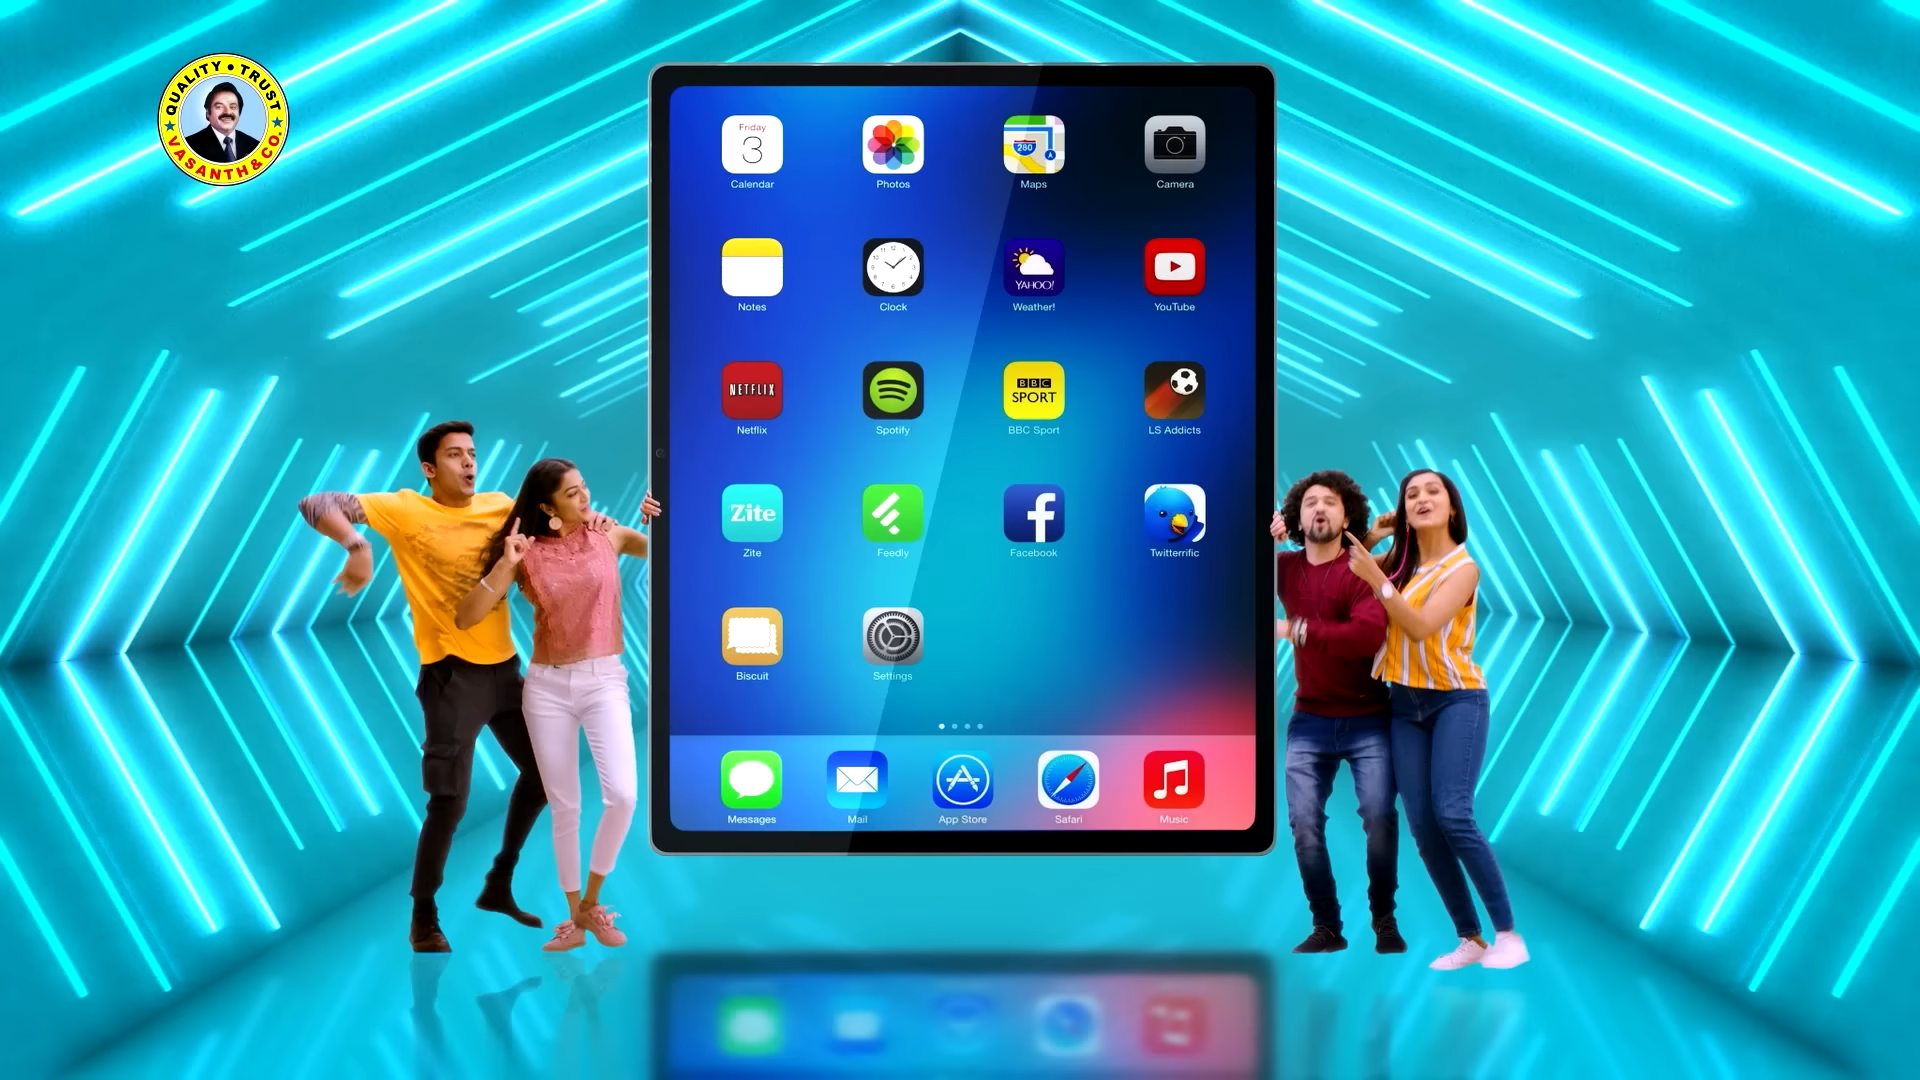 QUALITY • TRUST
VASANTH & CO.
Friday
3
Calendar
Photos
280
Maps
Camera
Notes
Clock
YAHOO!
Weather!
YouTube
NETFLIX
Netflix
Spotify
BBC
SPORT
BBC Sport
LS Addicts
Zite
Zite
Feedly
Facebook
Twitterrific
Biscuit
Settings
Messages
Mail
App Store
Safari
Music